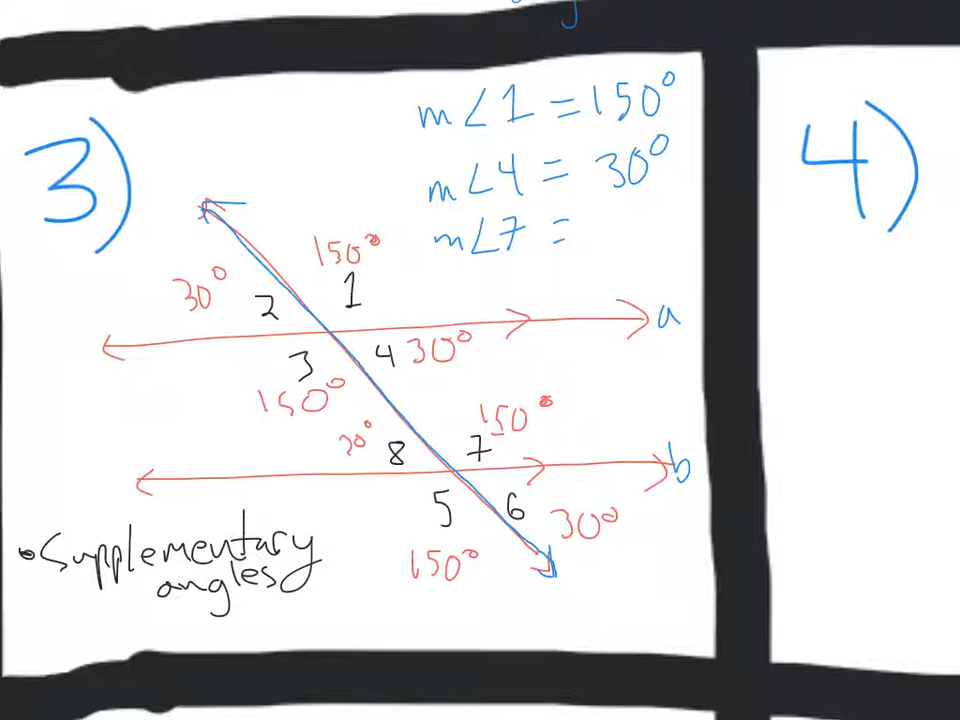 3)
m∠1 = 150°
m∠4 = 30°
m∠7 =
4)
150°
30°
2
1
a
3
4 30°
150°
150°
30°
8
7
b
5
6
30°
150°
• Supplementary
angles